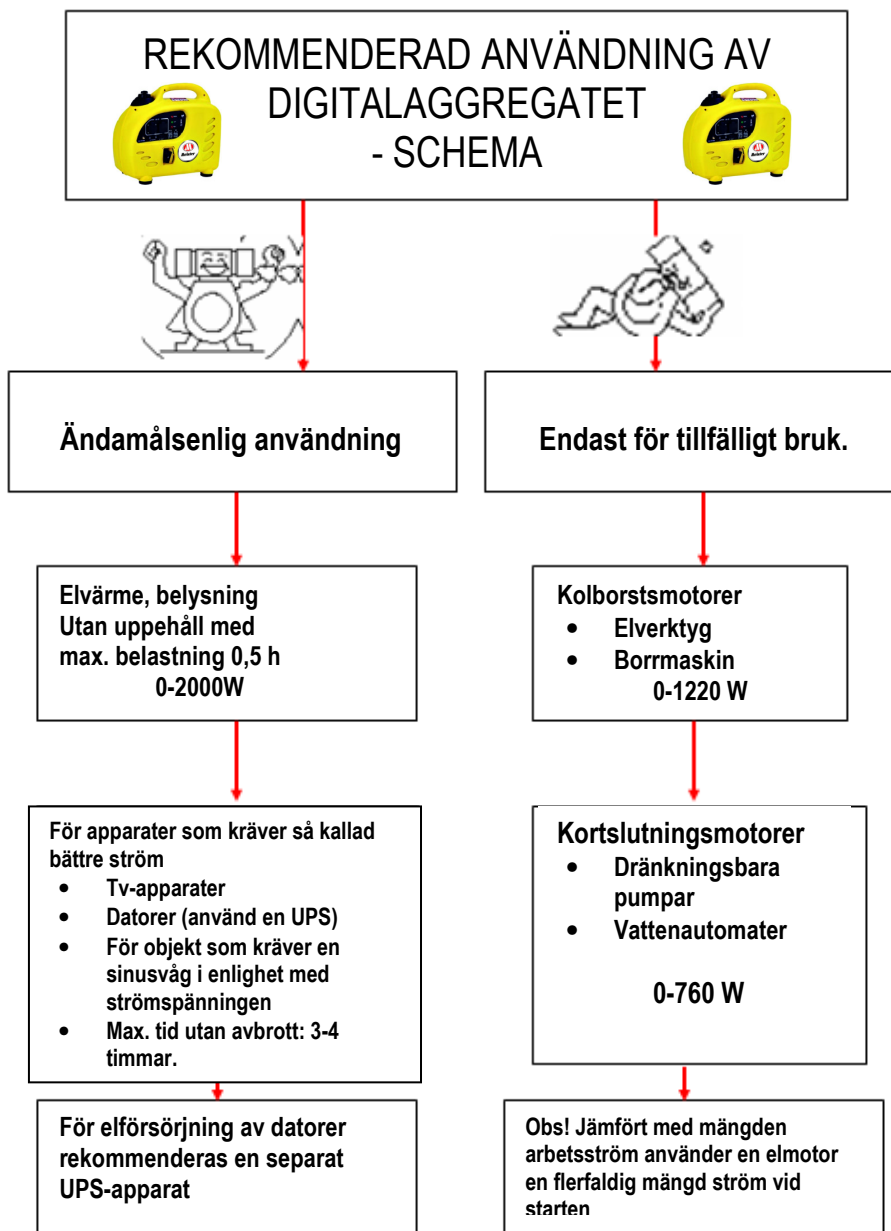 REKOMMENDERAD ANVÄNDNING AV
DIGITALAGGREGATET
- SCHEMA
Ändamålsenlig användning
Elvärme, belysning
Utan uppehåll med
max. belastning 0,5 h
0-2000W
För apparater som kräver så kallad
bättre ström
• Tv-apparater
• Datorer (använd en UPS)
• För objekt som kräver en
sinusvåg i enlighet med
strömspänningen
• Max. tid utan avbrott: 3-4
timmar.
För elförsörjning av datorer
rekommenderas en separat
UPS-apparat
Endast för tillfälligt bruk.
Kolborstsmotorer
• Elverktyg
• Borrmaskin
0-1220 W
Kortslutningsmotorer
• Dränkningsbara
pumpar
• Vattenautomater
0-760 W
Obs! Jämfört med mängden
arbetsström använder en elmotor
en flerfaldig mängd ström vid
starten